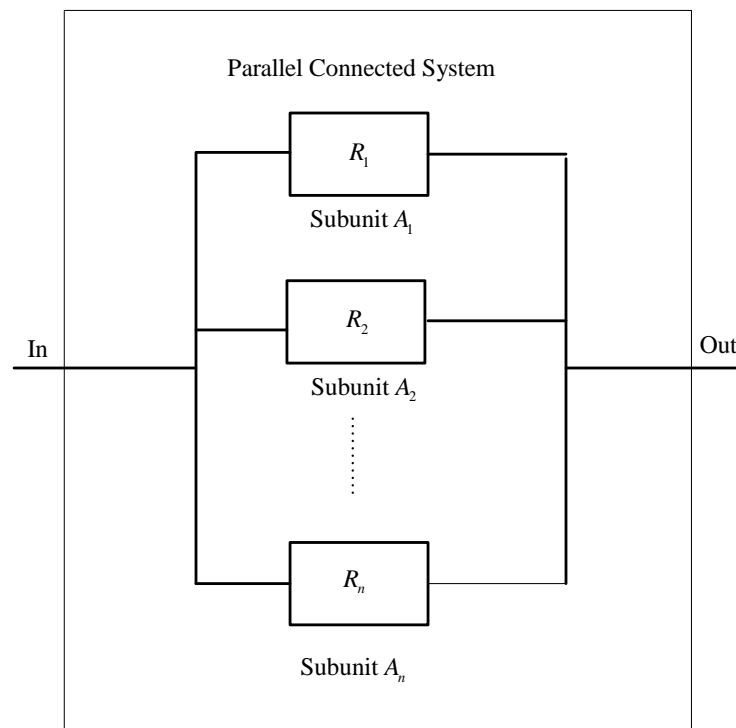 Parallel Connected System
R₁
Subunit A₁
R₂
In
Out
Subunit A₂
Rₙ
Subunit Aₙ